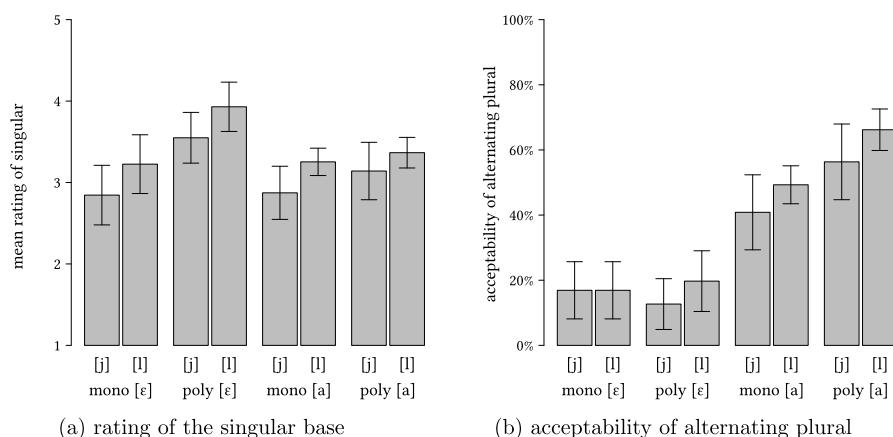 5
4
3
2
1
mean rating of singular
[j] [l] [j] [l] [j] [l] [j] [l]
mono [ɛ] poly [ɛ] mono [a] poly [a]
(a) rating of the singular base
100%
80%
60%
40%
20%
0%
acceptability of alternating plural
[j] [l] [j] [l] [j] [l] [j] [l]
mono [ɛ] poly [ɛ] mono [a] poly [a]
(b) acceptability of alternating plural